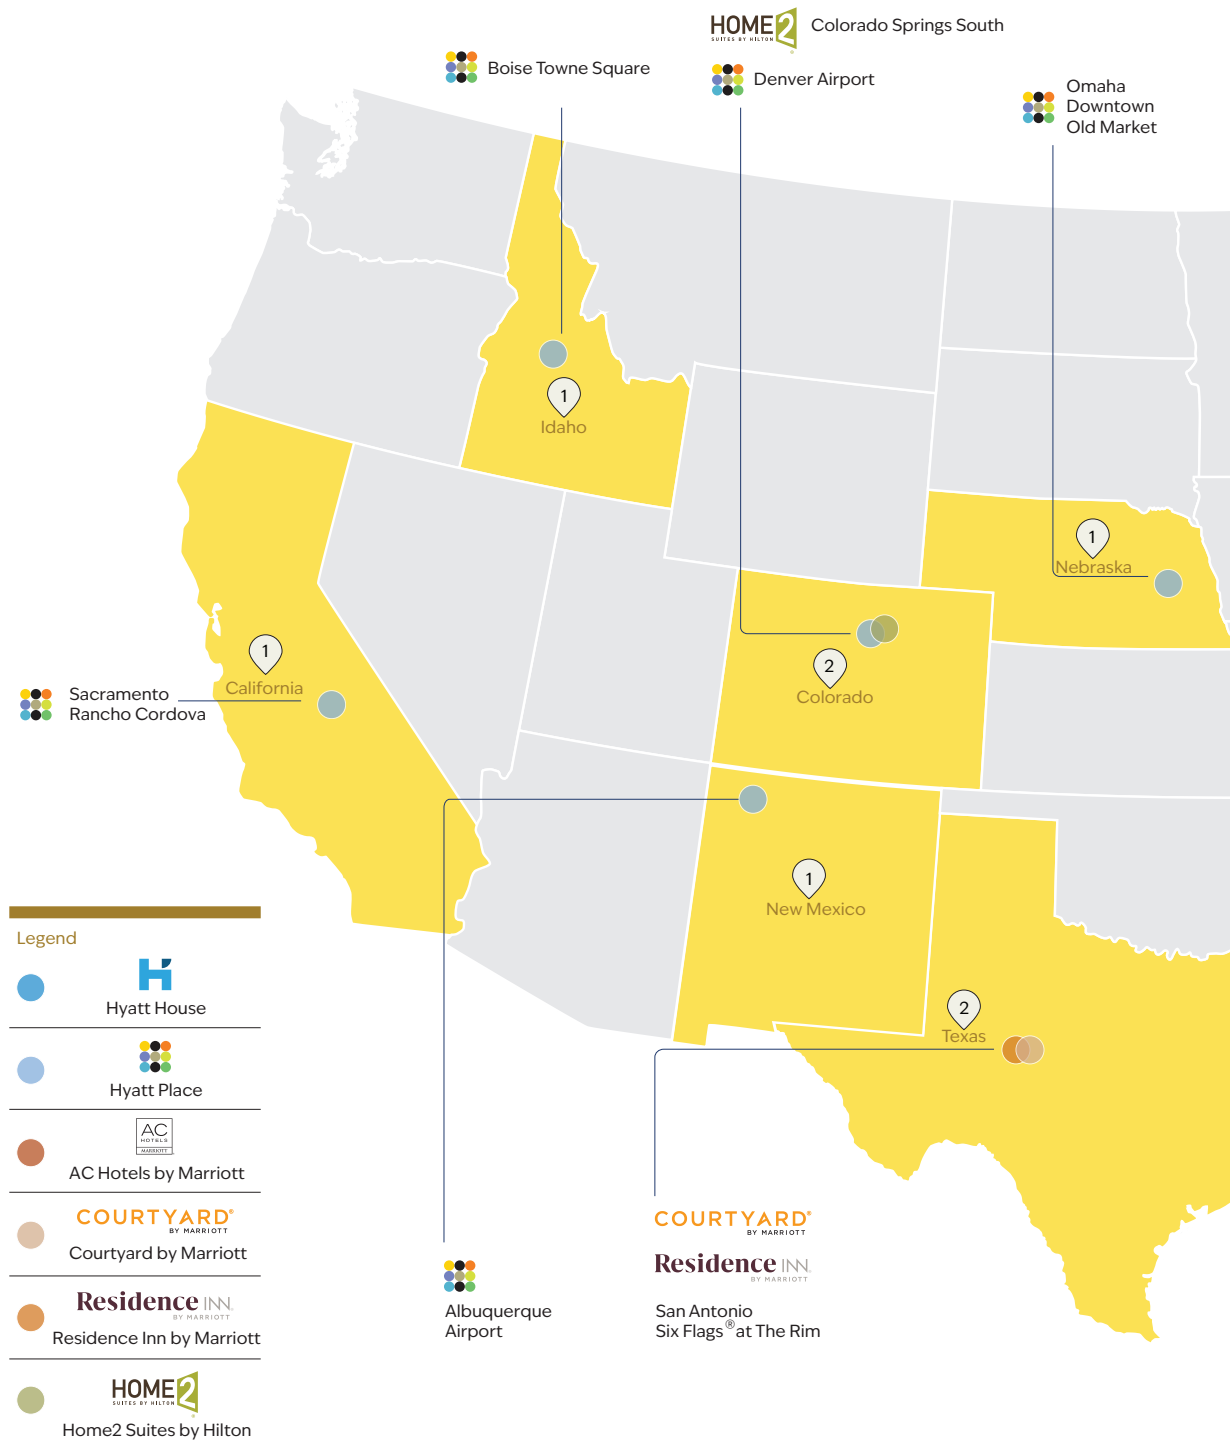 HOME2
SUITES BY HILTON
Colorado Springs South
Boise Towne Square
Denver Airport
Omaha
Downtown
Old Market
1
Idaho
1
Nebraska
1
California
2
Colorado
Sacramento
Rancho Cordova
1
New Mexico
2
Texas
Legend
H
Hyatt House
Hyatt Place
AC
HOTELS
MARRIOTT
AC Hotels by Marriott
COURTYARD®
BY MARRIOTT
Courtyard by Marriott
Residence INN
BY MARRIOTT
Residence Inn by Marriott
HOME2
SUITES BY HILTON
Home2 Suites by Hilton
Albuquerque
Airport
COURTYARD®
BY MARRIOTT
Residence INN
BY MARRIOTT
San Antonio
Six Flags® at The Rim